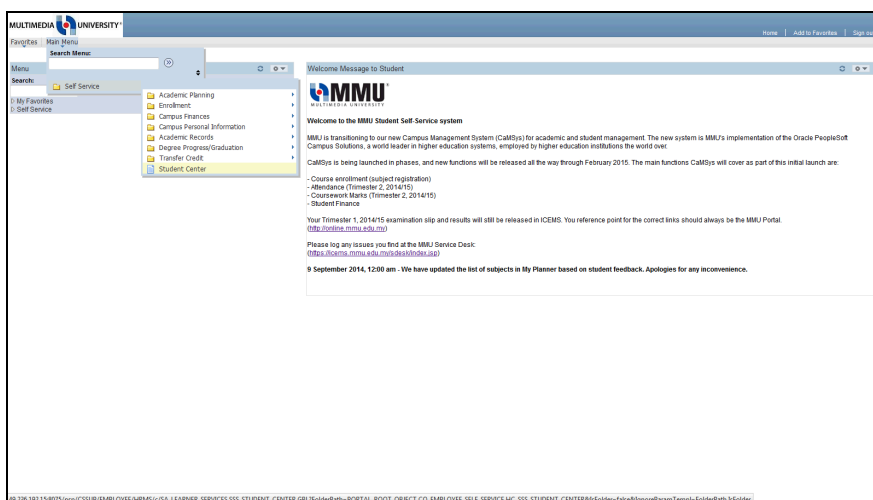 MULTIMEDIA UNIVERSITY
Home | Add to Favorites | Sign ou
Favorites Main Menu
Search Menu:
Menu
Search:
My Favorites
Self Service
Self Service
Academic Planning
Enrolment
Campus Finances
Campus Personal Information
Academic Records
Degree Progress/Graduation
Transfer Credit
Student Center
Welcome Message to Student
MMU
MULTIMEDIA UNIVERSITY
Welcome to the MMU Student Self-Service system
MMU is transitioning to our new Campus Management System (CaMSys) for academic and student management. The new system is MMU's implementation of the Oracle PeopleSoft
Campus Solutions, a world leader in higher education systems, employed by higher education institutions the world over.
CaMSys is being launched in phases, and new functions will be released all the way through February 2015. The main functions CaMSys will cover as part of this initial launch are:
- Course enrollment (subject registration)
- Attendance (Trimester 2, 2014/15)
- Coursework Marks (Trimester 2, 2014/15)
- Student Finance
Your Trimester 1, 2014/15 examination slip and results will still be released in ICEMS. You reference point for the correct links should always be the MMU Portal.
(http://online.mmu.edu.my/)
Please log any issues you find at the MMU Service Desk:
(https://icems.mmu.edu.my/sdesk/index.jsp)
9 September 2014, 12:00 am - We have updated the list of subjects in My Planner based on student feedback. Apologies for any inconvenience.